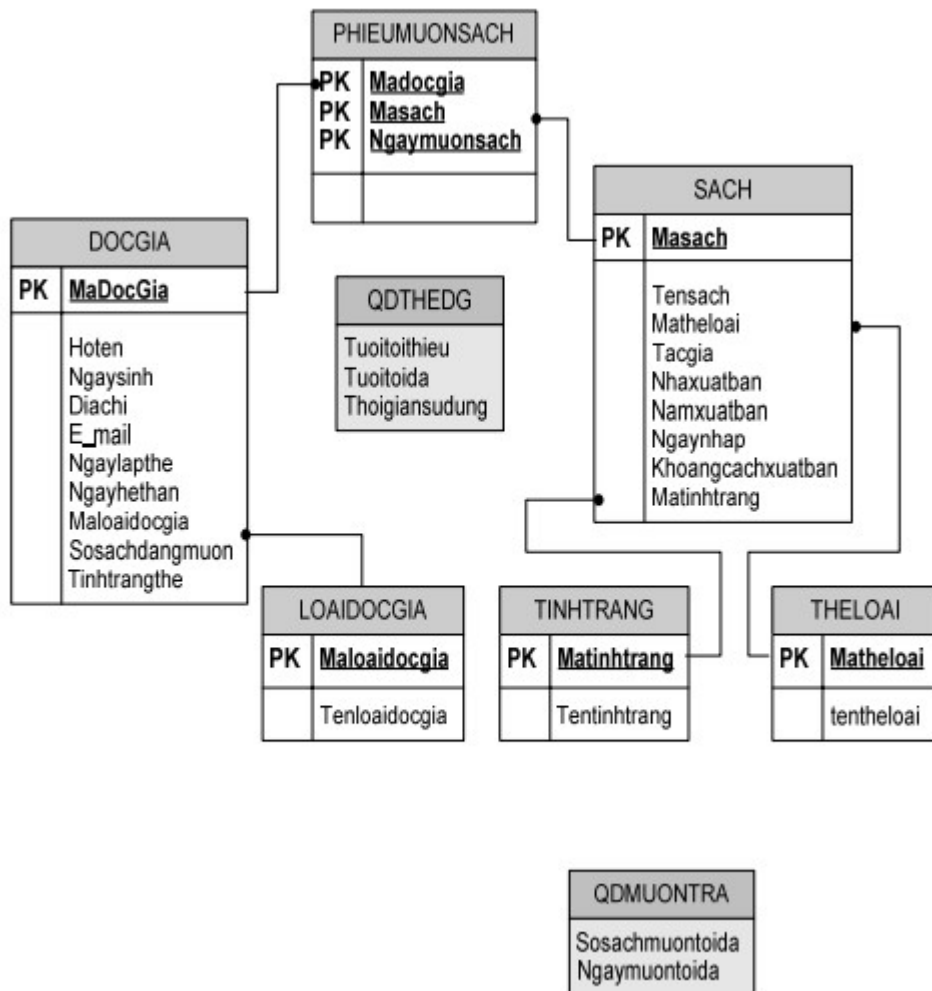 PHIEUMUONSACH
PK Madocgia
PK Masach
PK Ngaymuonsach
SACH
PK Masach
Tensach
Matheloai
Tacgia
Nhaxuatban
Namxuatban
Ngaynhap
Khoangcachxuatban
Matinhtrang
DOCGIA
PK MaDocGia
Hoten
Ngaysinh
Diachi
E_mail
Ngaylapthe
Ngayhethan
Maloaidocgia
Sosachdangmuon
Tinhtrangthe
QDTHEDG
Tuoitoithieu
Tuoitoida
Thoigiansudung
LOAIDOCGIA
PK Maloaidocgia
Tenloaidocgia
TINHTRANG
PK Matinhtrang
Tentinhtrang
THELOAI
PK Matheloai
tentheloai
QDMUONTRA
Sosachmuontoida
Ngaymuontoida